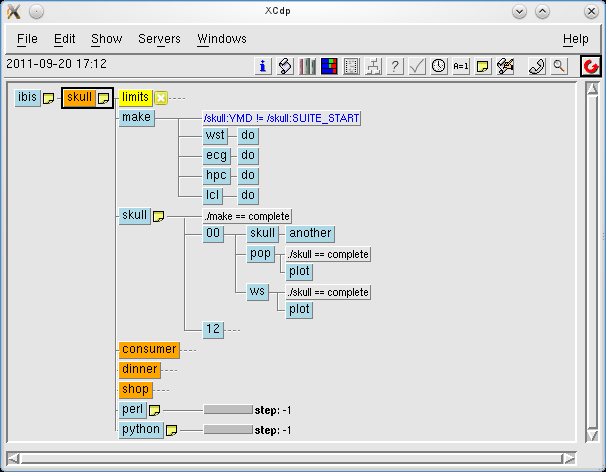 XCdp
File Edit Show Servers Windows Help
2011-09-20 17:12
i ? A=1
ibis skull limits
make /skull:YMD != /skull:SUITE_START
wst do
ecg do
hpc do
lcl do
skull ./make == complete
00 skull another
pop ./skull == complete
plot
ws ./skull == complete
plot
12
consumer
dinner
shop
perl step: -1
python step: -1